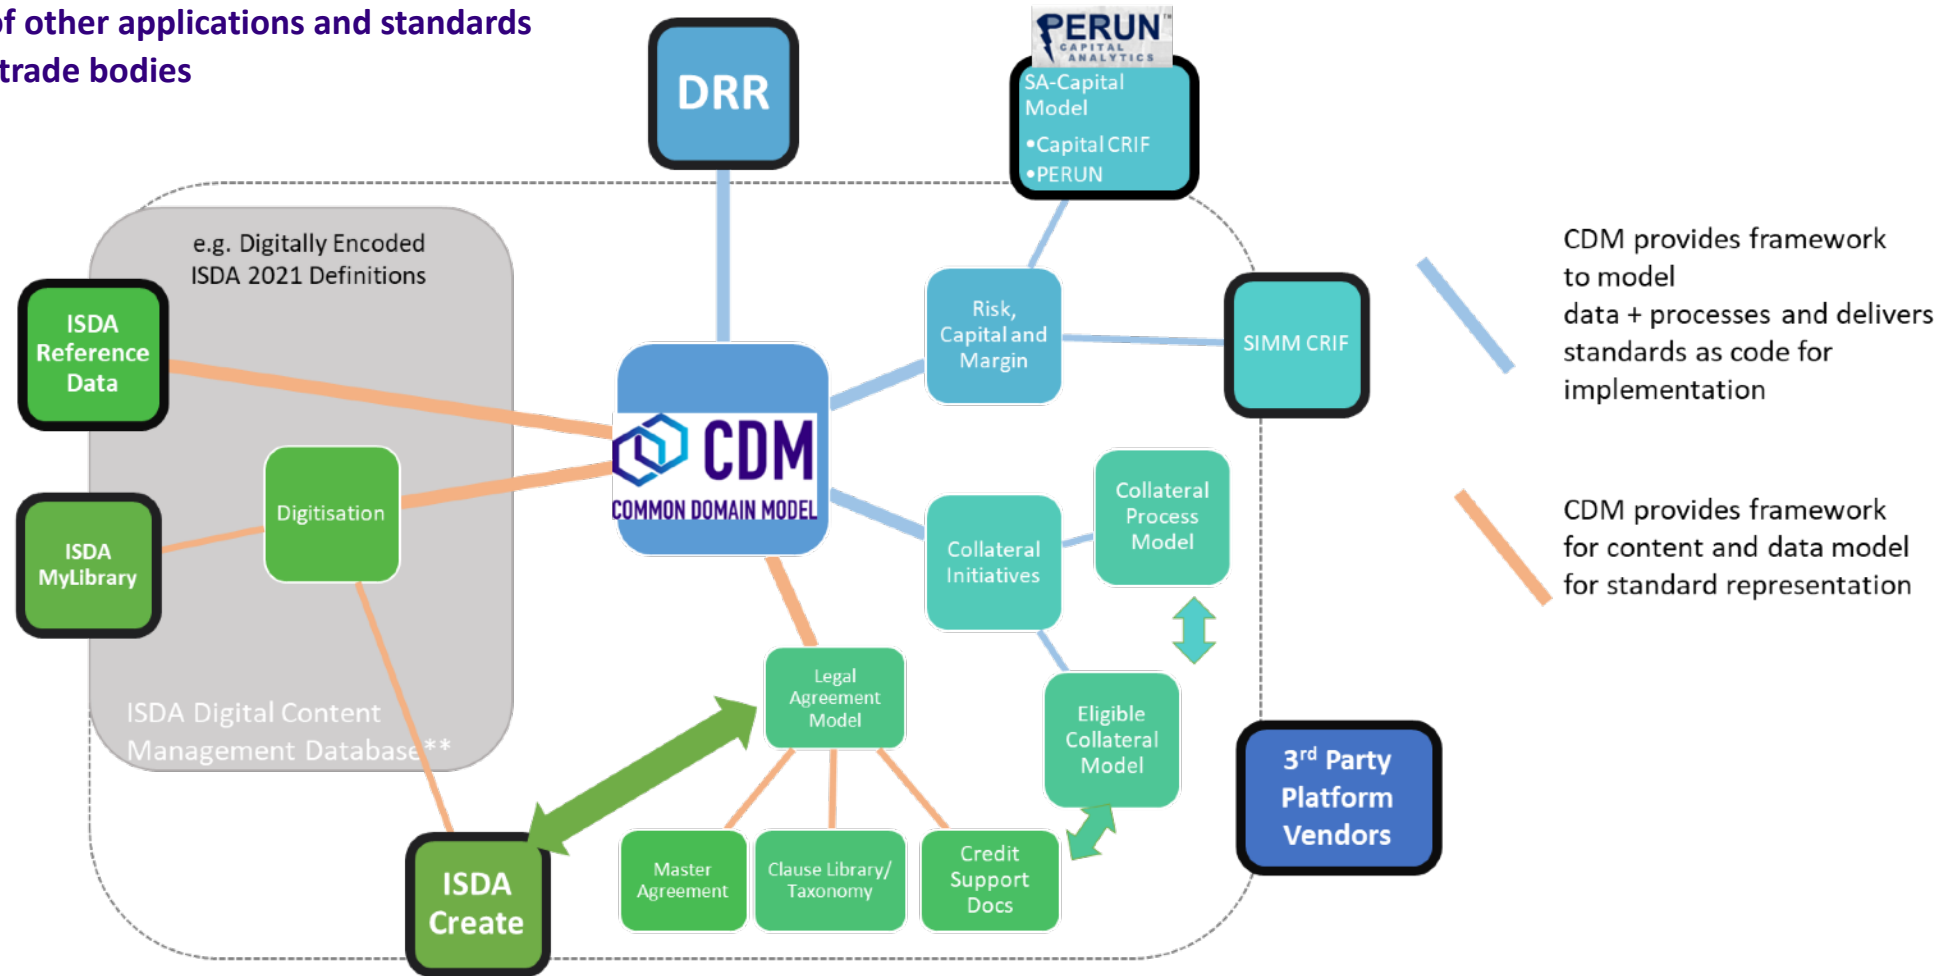 of other applications and standards
trade bodies
DRR
PERUN™
CAPITAL
ANALYTICS
SA-Capital
Model
•Capital CRIF
•PERUN
e.g. Digitally Encoded
ISDA 2021 Definitions
ISDA
Reference
Data
Risk,
Capital and
Margin
SIMM CRIF
CDM provides framework
to model
data + processes and delivers
standards as code for
implementation
CDM
COMMON DOMAIN MODEL
Digitisation
ISDA
MyLibrary
Collateral
Initiatives
Collateral
Process
Model
CDM provides framework
for content and data model
for standard representation
ISDA Digital Content
Management Database**
Legal
Agreement
Model
Eligible
Collateral
Model
3rd Party
Platform
Vendors
ISDA
Create
Master
Agreement
Clause Library/
Taxonomy
Credit
Support
Docs